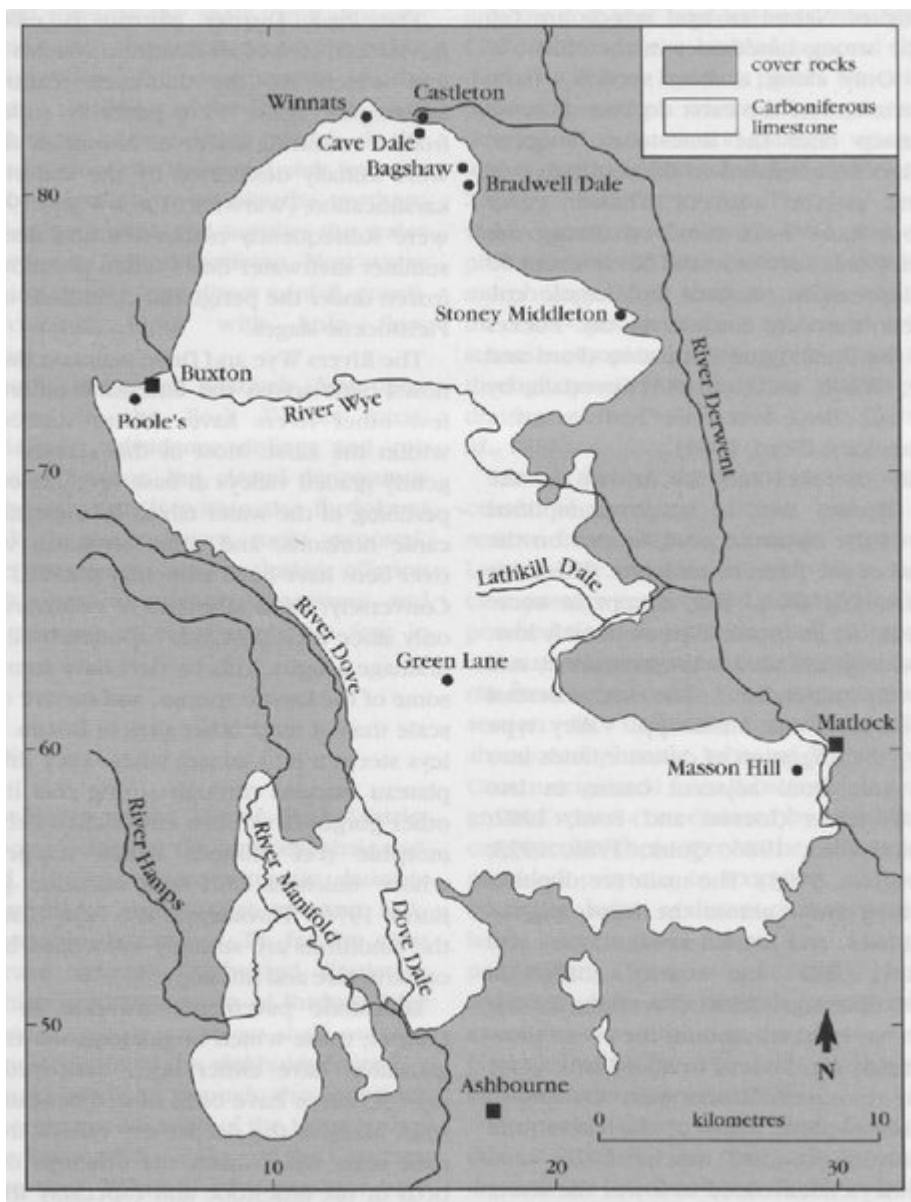 cover rocks
Carboniferous
limestone
Castleton
Winnats
Cave Dale
Bagshaw
Bradwell Dale
80
Stoney Middleton
River Derwent
Buxton
River Wye
Poole's
70
Lathkill Dale
River Dove
Green Lane
Matlock
60
Masson Hill
River Hamps
River Manifold
Dove Dale
50
N
Ashbourne
0 kilometres 10
10
20
30